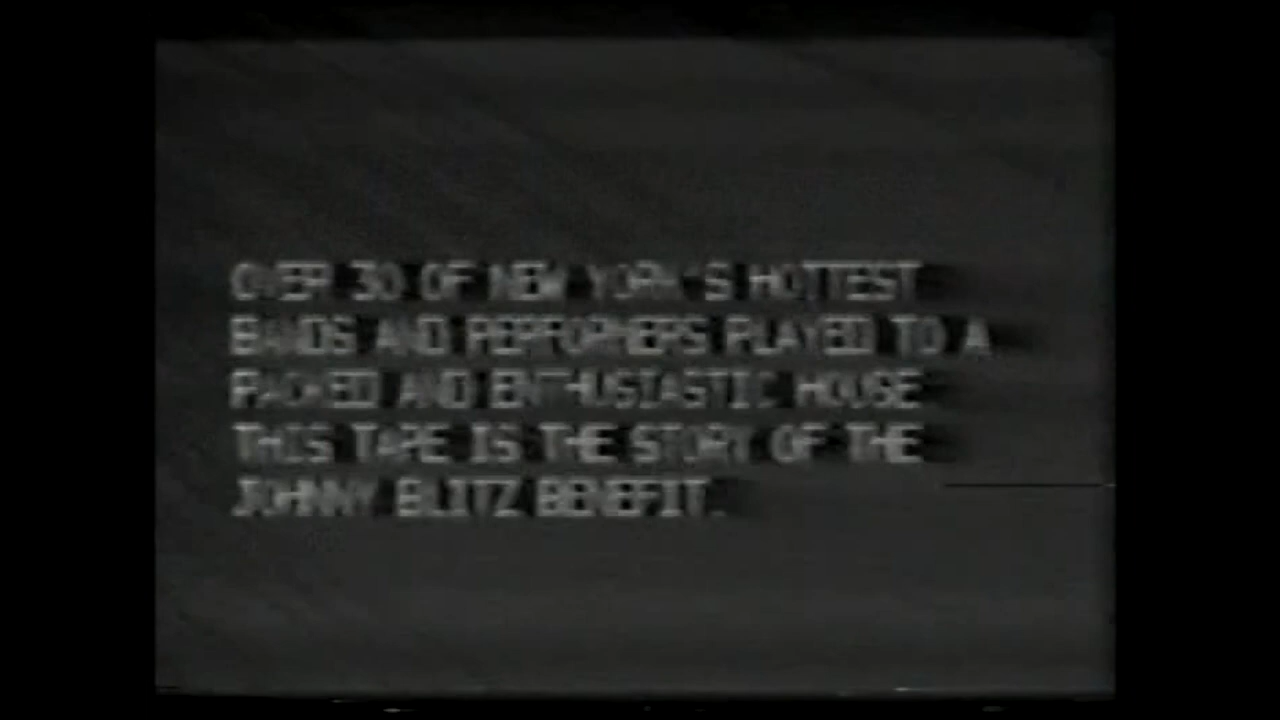 OVER 30 OF NEW YORK'S HOTTEST
BANDS AND PERFORMERS PLAYED TO A
PACKED AND ENTHUSIASTIC HOUSE
THIS TAPE IS THE STORY OF THE
JOHNNY BLITZ BENEFIT.